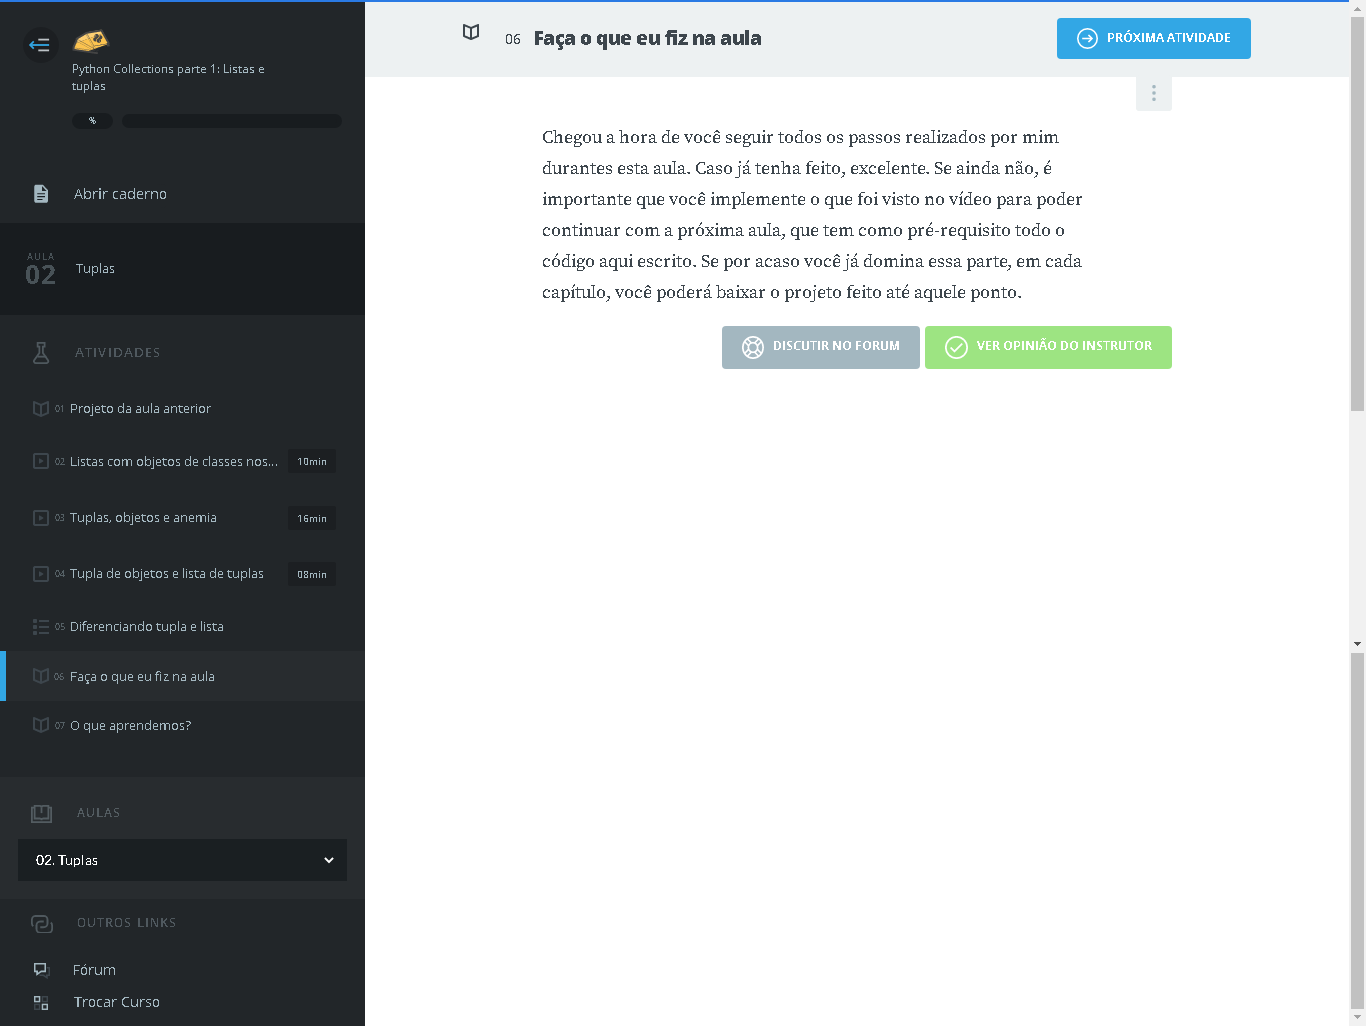 Python Collections parte 1: Listas e
tuplas
%
Abrir caderno
AULA
02
Tuplas
ATIVIDADES
01 Projeto da aula anterior
02 Listas com objetos de classes nos... 10min
03 Tuplas, objetos e anemia 16min
04 Tupla de objetos e lista de tuplas 08min
05 Diferenciando tupla e lista
06 Faça o que eu fiz na aula
07 O que aprendemos?
AULAS
02. Tuplas
OUTROS LINKS
Fórum
Trocar Curso
06 Faça o que eu fiz na aula
PRÓXIMA ATIVIDADE
Chegou a hora de você seguir todos os passos realizados por mim
durantes esta aula. Caso já tenha feito, excelente. Se ainda não, é
importante que você implemente o que foi visto no vídeo para poder
continuar com a próxima aula, que tem como pré-requisito todo o
código aqui escrito. Se por acaso você já domina essa parte, em cada
capítulo, você poderá baixar o projeto feito até aquele ponto.
DISCUTIR NO FORUM
VER OPINIÃO DO INSTRUTOR